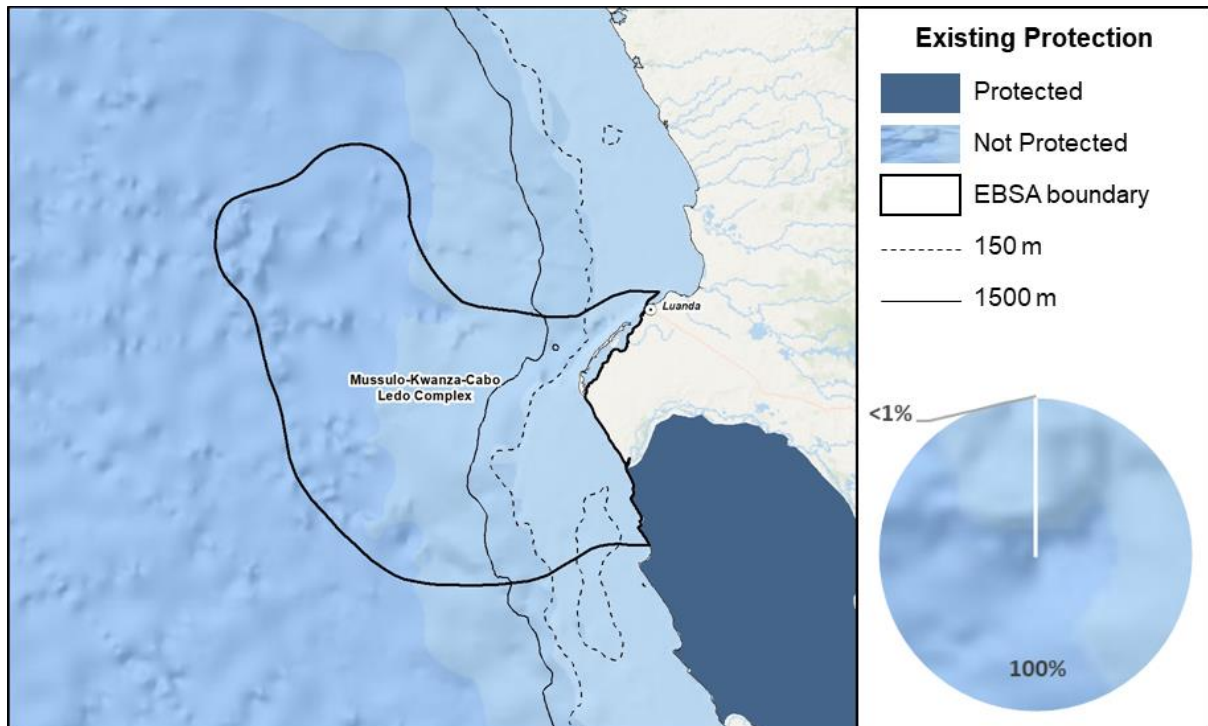 Luanda
Mussulo-Kwanza-Cabo
Ledo Complex
Existing Protection
Protected
Not Protected
EBSA boundary
150 m
1500 m
<1%
100%